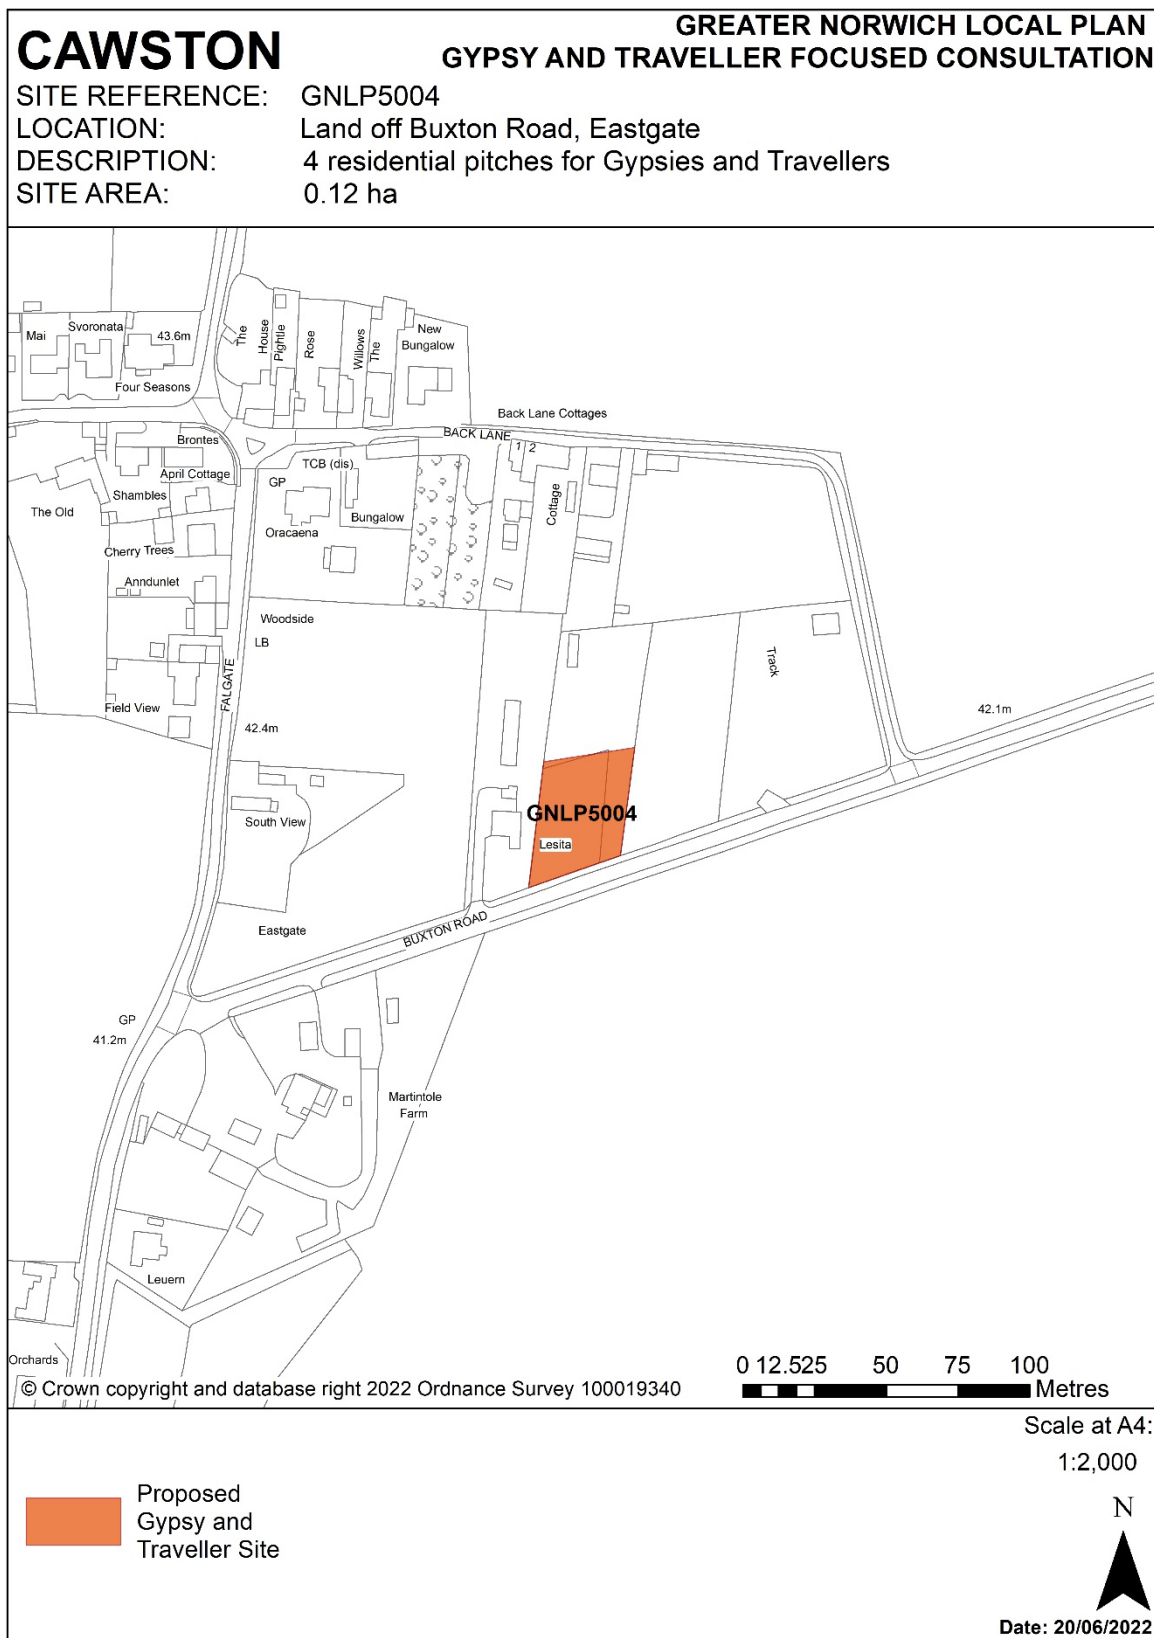 CAWSTON
GREATER NORWICH LOCAL PLAN
GYPSY AND TRAVELLER FOCUSED CONSULTATION
SITE REFERENCE: GNLP5004
LOCATION: Land off Buxton Road, Eastgate
DESCRIPTION: 4 residential pitches for Gypsies and Travellers
SITE AREA: 0.12 ha
Mai
Svoronata
43.6m
Four Seasons
The
House
Pightle
Rose
Willows
The
New
Bungalow
Back Lane Cottages
BACK LANE
1 2
Brontes
April Cottage
TCB (dis)
GP
Shambles
The Old
Oracaena
Bungalow
Cottage
Cherry Trees
Anndunlet
Woodside
LB
FALGATE
Track
Field View
42.4m
42.1m
South View
GNLP5004
Lesita
Eastgate
BUXTON ROAD
GP
41.2m
Martintole
Farm
Leuern
Orchards
© Crown copyright and database right 2022 Ordnance Survey 100019340
0 12.525 50 75 100
Metres
Scale at A4:
1:2,000
Proposed
Gypsy and
Traveller Site
N
Date: 20/06/2022